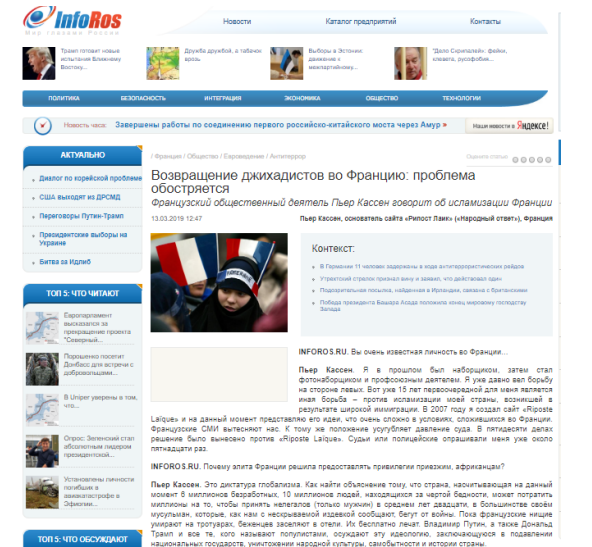 InfoRos
Мир глазами России
Новости
Каталог предприятий
Контакты
Трамп готовит новые
испытания Ближнему
Востоку...
Дружба дружбой, а табачок
врозь
Выборы в Эстонии
движение к
межпартийному...
"Дело Скрипалей": фейки,
клевета, русофобия...
ПОЛИТИКА
БЕЗОПАСНОСТЬ
ИНТЕГРАЦИЯ
ЭКОНОМИКА
ОБЩЕСТВО
ТЕХНОЛОГИИ
Новость часа:
Завершены работы по соединению первого российско-китайского моста через Амур »
Наши новости в Яндексе!
АКТУАЛЬНО
Диалог по корейской проблеме
США выходят из ДРСМД
Переговоры Путин-Трамп
Президентские выборы на
Украине
Битва за Идлиб
ТОП 5: ЧТО ЧИТАЮТ
Европарламент
высказался за
прекращение проекта
"Северный...
Порошенко посетит
Донбасс для встречи с
добровольцами...
В Uniper уверены в том,
что...
Опрос: Зеленский стал
абсолютным лидером
президентской...
Установлены личности
погибших в
авиакатастрофе в
Эфиопии...
ТОП 5: ЧТО ОБСУЖДАЮТ
/ Франция / Общество / Евроведение / Антитеррор
Оценить статью
Возвращение джихадистов во Францию: проблема
обостряется
Французский общественный деятель Пьер Кассен говорит об исламизации Франции
13.03.2019 12:47
Пьер Кассен, основатель сайта «Рипост Лаик» («Народный ответ»), Франция
Контекст:
В Германии 11 человек задержаны в ходе антитеррористических рейдов
Утрехтский стрелок признал вину и заявил, что действовал один
Подозрительная посылка, найденная в Ирландии, связана с британскими
Победа президента Башара Асада положила конец мировому господству
Запада
INFOROS.RU. Вы очень известная личность во Франции...
Пьер Кассен. Я в прошлом был наборщиком, затем стал
фотонаборщиком и профсоюзным деятелем. Я уже давно вел борьбу
на стороне левых. Вот уже 15 лет первоочередной для меня является
иная борьба – против исламизации моей страны, возникшей в
результате широкой иммиграции. В 2007 году я создал сайт «Riposte
Laïque» и на данный момент представляю его идеи, что очень сложно в условиях, сложившихся во Франции.
Французские СМИ вытесняют нас. К тому же положение усугубляет давление суда. В пятидесяти делах
решение было вынесено против «Riposte Laïque». Судьи или полицейские опрашивали меня уже около
пятнадцати раз.
INFOROS.RU. Почему элита Франции решила предоставлять привилегии приезжим, африканцам?
Пьер Кассен. Это диктатура глобализма. Как найти объяснение тому, что страна, насчитывающая на данный
момент 6 миллионов безработных, 10 миллионов людей, находящихся за чертой бедности, может потратить
миллионы на то, чтобы принять нелегалов (только мужчин) в среднем лет двадцати, в большинстве своём
мусульман, которые, как нам с нескрываемой издевкой сообщают, бегут от войны. Пока французские нищие
умирают на тротуарах, беженцев заселяют в отели. Их бесплатно лечат. Владимир Путин, а также Дональд
Трамп и все те, кого называют популистами, осуждают эту идеологию, заключающуюся в подавлении
национальных государств, уничтожении народной культуры, самобытности и истории страны.